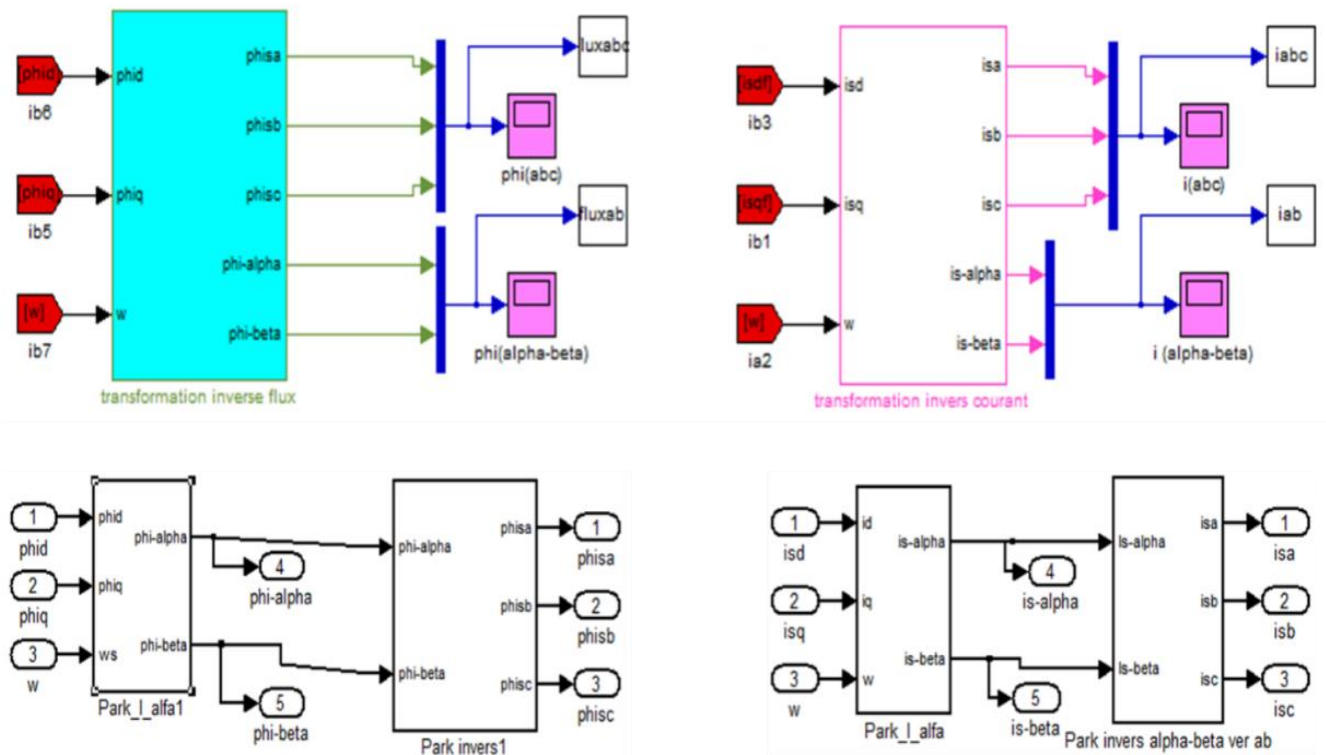 [phid]
ib6
[phiq]
ib5
[w]
ib7
phid
phiq
w
phisa
phisb
phisc
phi-alpha
phi-beta
transformation inverse flux
luxabc
phi(abc)
fluxab
phi(alpha-beta)
[isdf]
ib3
[isqf]
ib1
[w]
ia2
isd
isq
w
isa
isb
isc
is-alpha
is-beta
transformation invers courant
iabc
i(abc)
iab
i (alpha-beta)
1
phid
2
phiq
3
w
phid
phiq
ws
phi-alpha
phi-beta
Park_I_alfa1
4
phi-alpha
5
phi-beta
phi-alpha
phi-beta
phisa
phisb
phisc
Park invers1
1
phisa
2
phisb
3
phisc
1
isd
2
isq
3
w
id
iq
w
is-alpha
is-beta
Park_I_alfa
4
is-alpha
5
is-beta
Is-alpha
Is-beta
isa
isb
isc
Park invers alpha-beta ver ab
1
isa
2
isb
3
isc